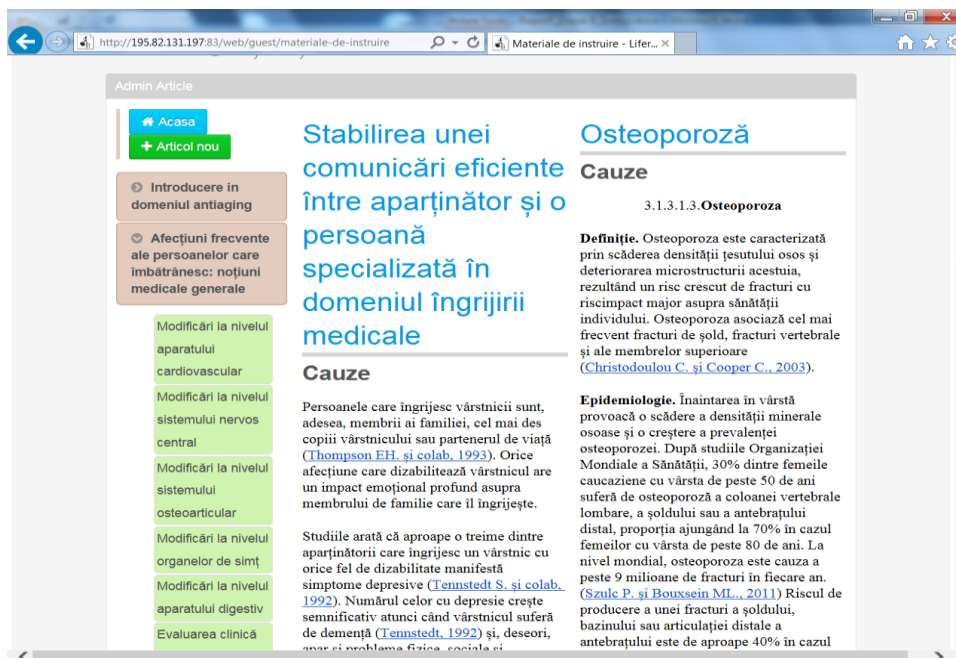 http://195.82.131.197:83/web/guest/materiale-de-instruire
Materiale de instruire - Lifer...
Admin Article
Acasa
Articol nou
Introducere in
domeniul antiaging
Afecțiuni frecvente
ale persoanelor care
îmbătrânesc: noțiuni
medicale generale
Modificări la nivelul
aparatului
cardiovascular
Modificări la nivelul
sistemului nervos
central
Modificări la nivelul
sistemului
osteoarticular
Modificări la nivelul
organelor de simț
Modificări la nivelul
aparatului digestiv
Evaluarea clinică
Stabilirea unei
comunicări eficiente
între aparținător și o
persoană
specializată în
domeniul îngrijirii
medicale
Cauze
Persoanele care îngrijesc vârstnicii sunt,
adesea, membrii ai familiei, cel mai des
copiii vârstnicului sau partenerul de viață
(Thompson EH. și colab, 1993). Orice
afecțiune care dizabilitează vârstnicul are
un impact emoțional profund asupra
membrului de familie care îl îngrijește.
Studiile arată că aproape o treime dintre
aparținătorii care îngrijesc un vârstnic cu
orice fel de dizabilitate manifestă
simptome depresive (Tennstedt S. și colab,
1992). Numărul celor cu depresie crește
semnificativ atunci când vârstnicul suferă
de demență (Tennstedt, 1992) și, deseori,
apar și probleme fizice, sociale și
Osteoporoză
Cauze
3.1.3.1.3.Osteoporoza
Definiție. Osteoporoza este caracterizată
prin scăderea densității țesutului osos și
deteriorarea microstructurii acestuia,
rezultând un risc crescut de fracturi cu
riscimpact major asupra sănătății
individului. Osteoporoza asociază cel mai
frecvent fracturi de șold, fracturi vertebrale
și ale membrelor superioare
(Christodoulou C. și Cooper C., 2003).
Epidemiologie. Înaintarea în vârstă
provoacă o scădere a densității minerale
osoase și o creștere a prevalenței
osteoporozei. După studiile Organizației
Mondiale a Sănătății, 30% dintre femeile
caucaziene cu vârsta de peste 50 de ani
suferă de osteoporoză a coloanei vertebrale
lombare, a șoldului sau a antebrațului
distal, proporția ajungând la 70% în cazul
femeilor cu vârsta de peste 80 de ani. La
nivel mondial, osteoporoza este cauza a
peste 9 milioane de fracturi în fiecare an.
(Szulc P. și Bouxsein ML., 2011) Riscul de
producere a unei fracturi a șoldului,
bazinului sau articulației distale a
antebrațului este de aproape 40% în cazul